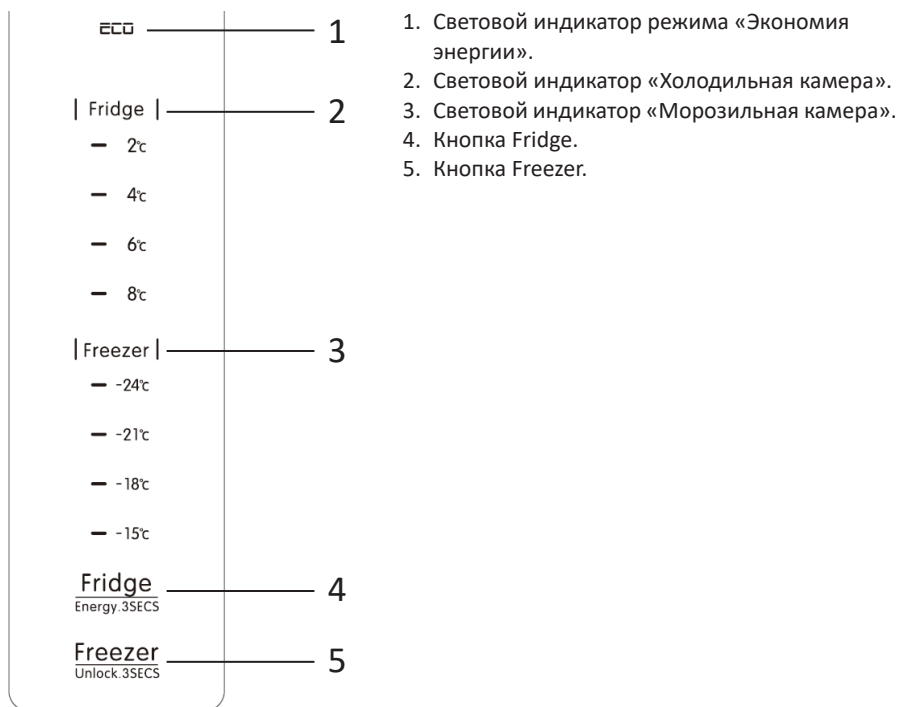 ECO
1
| Fridge |
2
2°c
4°c
6°c
8°c
| Freezer |
3
-24°c
-21°c
-18°c
-15°c
Fridge
Energy.3SECS
4
Freezer
Unlock.3SECS
5
1. Световой индикатор режима «Экономия
энергии».
2. Световой индикатор «Холодильная камера».
3. Световой индикатор «Морозильная камера».
4. Кнопка Fridge.
5. Кнопка Freezer.